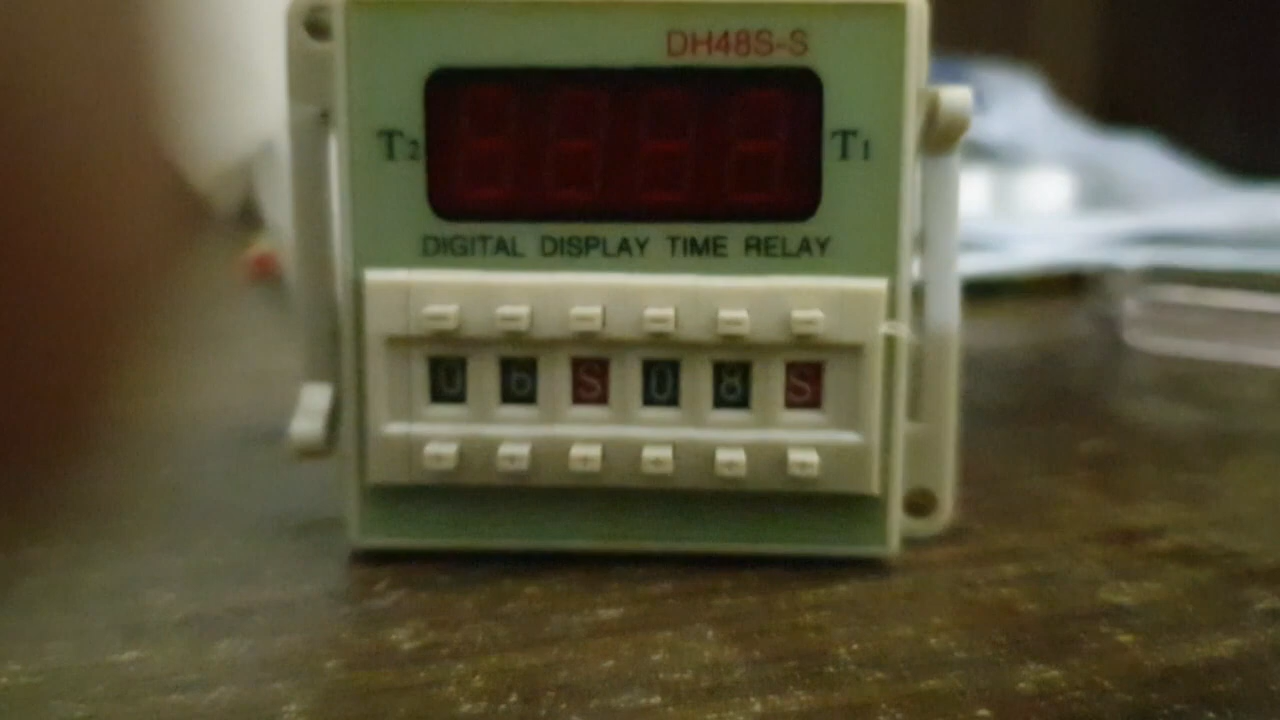 DH48S-S
T2 T1
DIGITAL DISPLAY TIME RELAY
- - - - - -
0 6 S 0 8 S
+ + + + + +